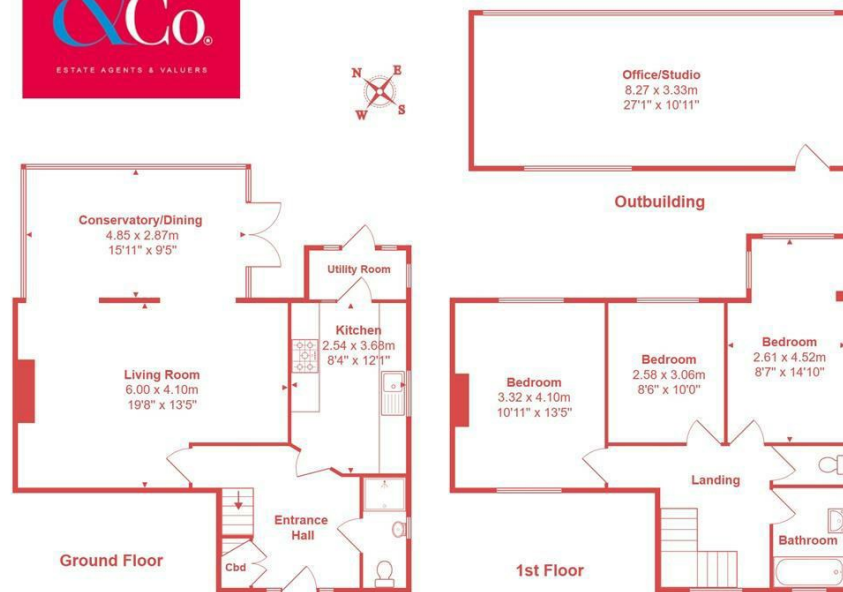 &Co.
ESTATE AGENTS & VALUERS
N E
W S
Office/Studio
8.27 x 3.33m
27'1" x 10'11"
Outbuilding
Conservatory/Dining
4.85 x 2.87m
15'11" x 9'5"
Utility Room
Kitchen
2.54 x 3.68m
8'4" x 12'1"
Living Room
6.00 x 4.10m
19'8" x 13'5"
Entrance
Hall
Cbd
Ground Floor
Bedroom
3.32 x 4.10m
10'11" x 13'5"
Bedroom
2.58 x 3.06m
8'6" x 10'0"
Bedroom
2.61 x 4.52m
8'7" x 14'10"
Landing
Bathroom
1st Floor